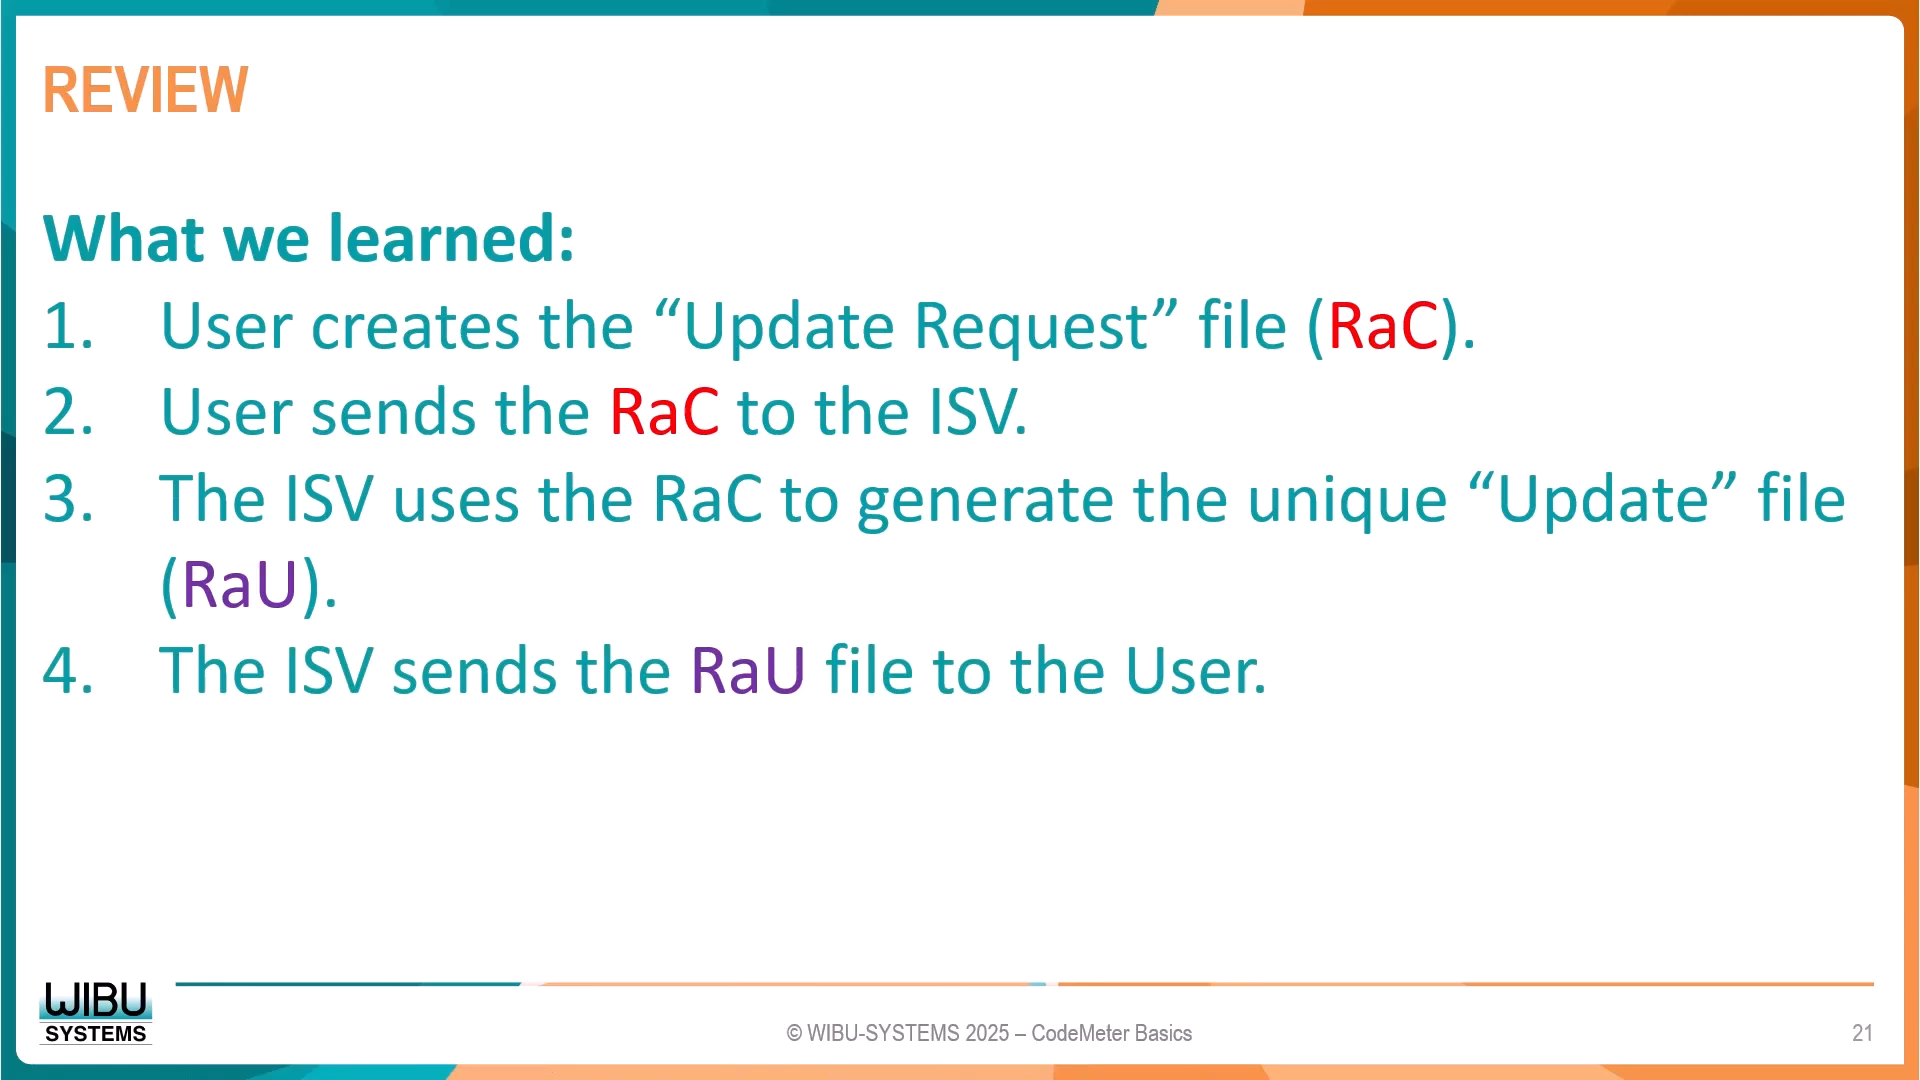 REVIEW
What we learned:
1. User creates the “Update Request” file (RaC).
2. User sends the RaC to the ISV.
3. The ISV uses the RaC to generate the unique “Update” file
(RaU).
4. The ISV sends the RaU file to the User.
WIBU
SYSTEMS
© WIBU-SYSTEMS 2025 – CodeMeter Basics
21